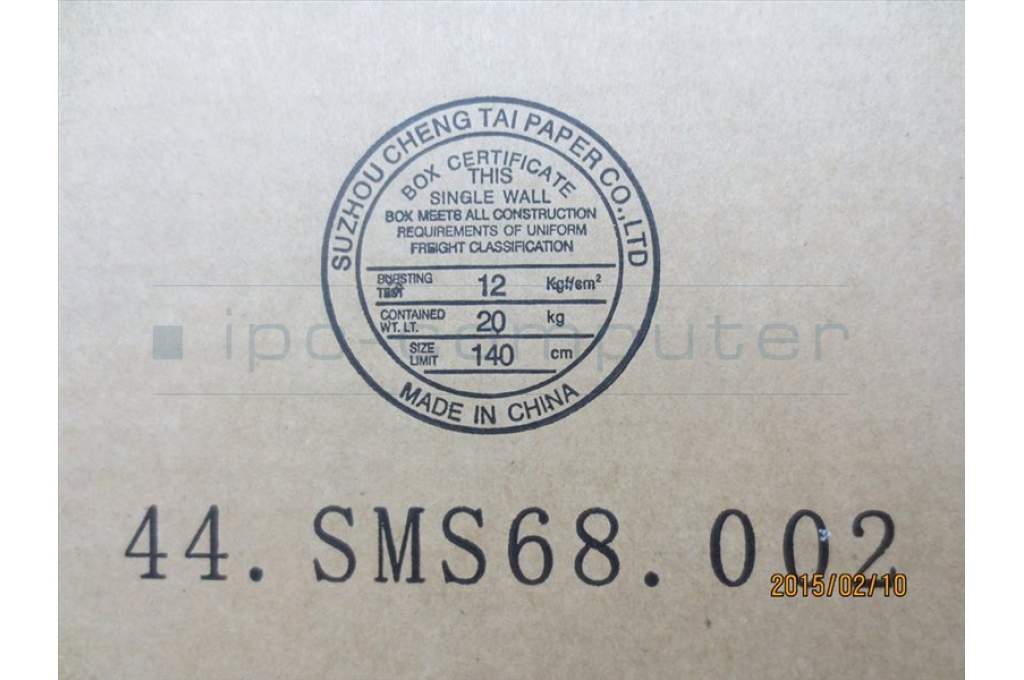 SUZHOU CHENG TAI PAPER CO.,LTD
BOX CERTIFICATE
THIS
SINGLE WALL
BOX MEETS ALL CONSTRUCTION
REQUIREMENTS OF UNIFORM
FREIGHT CLASSIFICATION
BURSTING TEST 12 Kgf/cm²
CONTAINED WT. LT. 20 kg
SIZE LIMIT 140 cm
MADE IN CHINA
ipc-computer
44.SMS68.002
2015/02/10